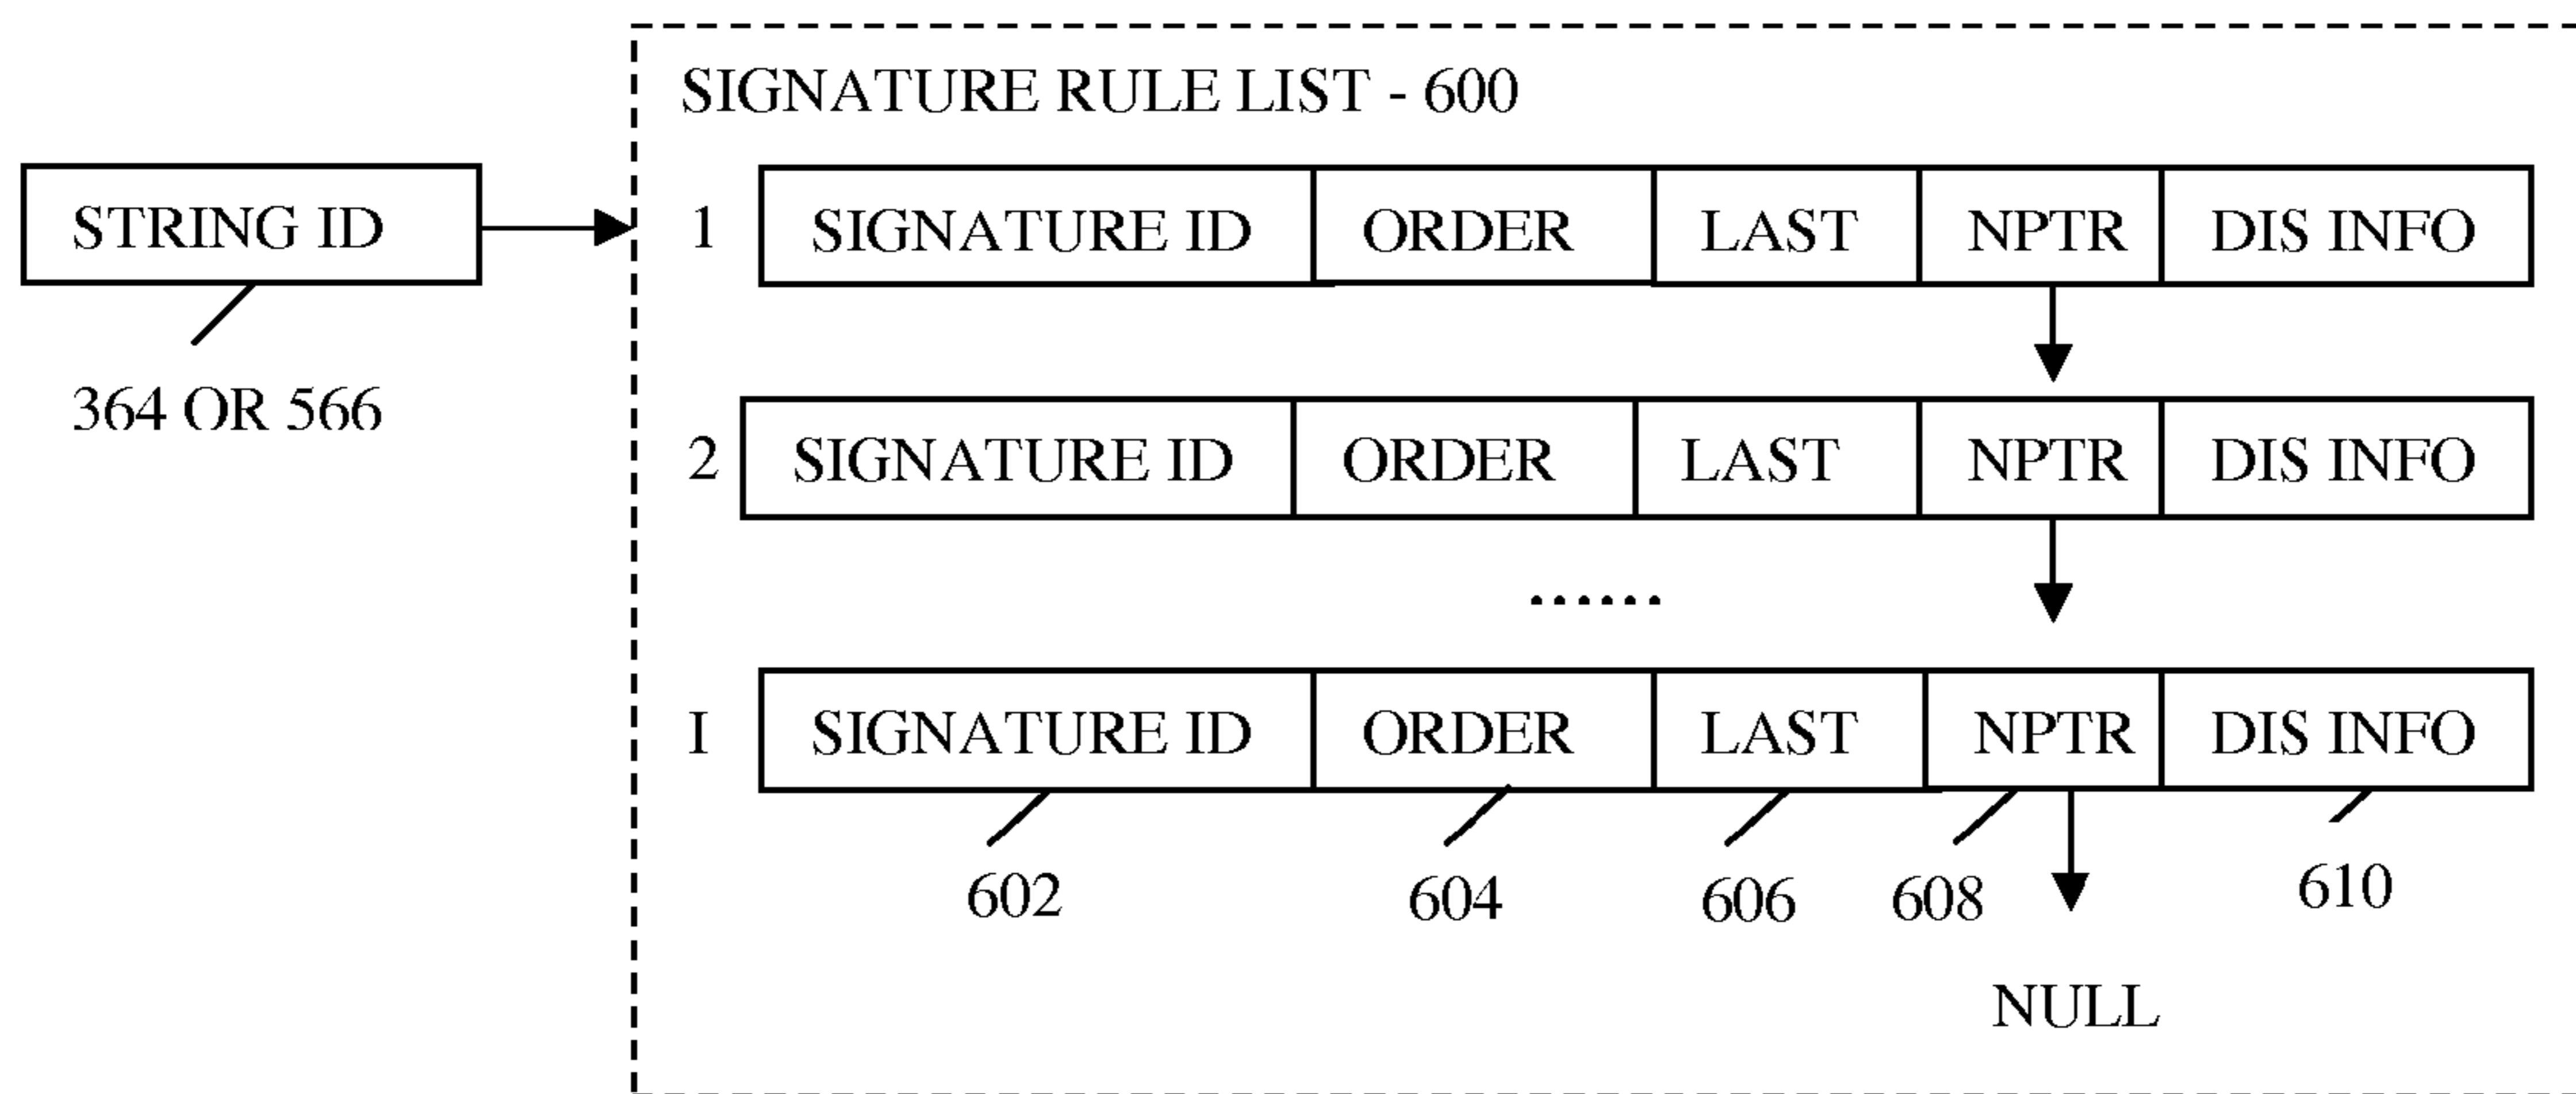 SIGNATURE RULE LIST - 600
STRING ID
364 OR 566
1 SIGNATURE ID ORDER LAST NPTR DIS INFO
2 SIGNATURE ID ORDER LAST NPTR DIS INFO
......
I SIGNATURE ID ORDER LAST NPTR DIS INFO
602 604 606 608 610
NULL